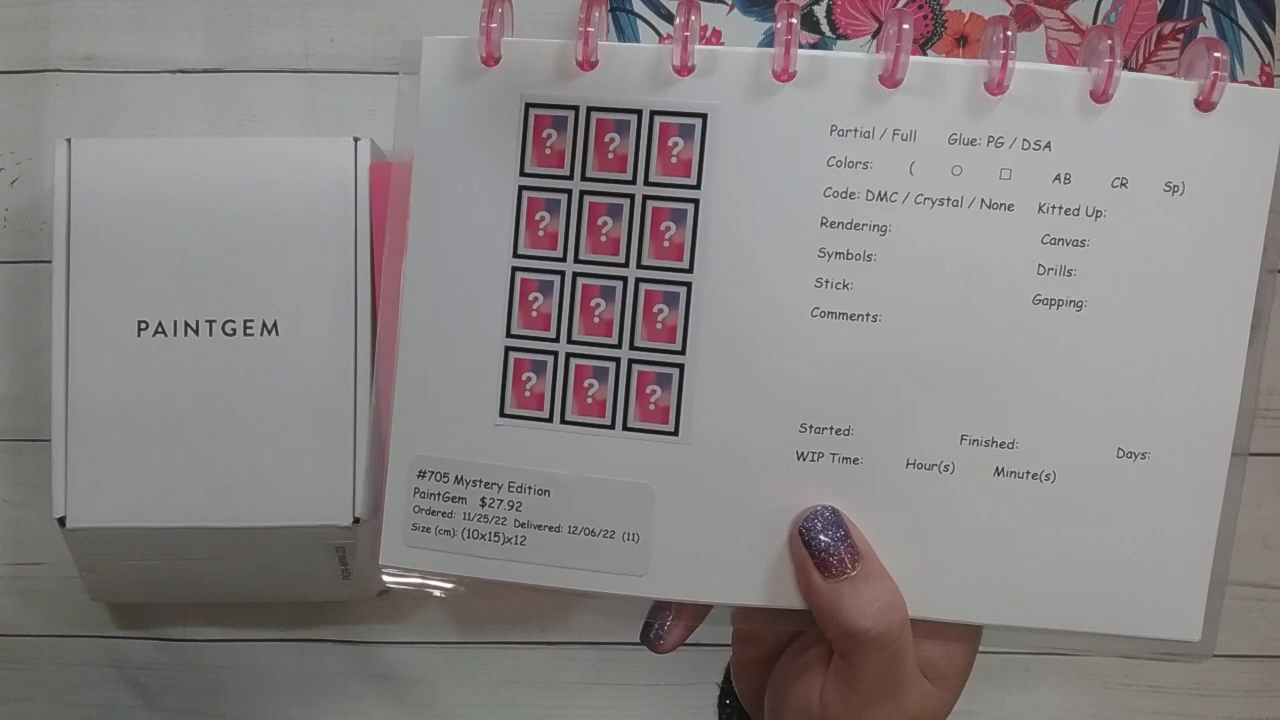 PAINTGEM
? ? ?
? ? ?
? ? ?
? ? ?
#705 Mystery Edition
PaintGem $27.92
Ordered: 11/25/22 Delivered: 12/06/22 (11)
Size (cm): (10x15)x12
Partial / Full Glue: PG / DSA
Colors: ( ○ □ AB CR Sp)
Code: DMC / Crystal / None Kitted Up:
Rendering: Canvas:
Symbols: Drills:
Stick: Gapping:
Comments:
Started: Finished: Days:
WIP Time: Hour(s) Minute(s)